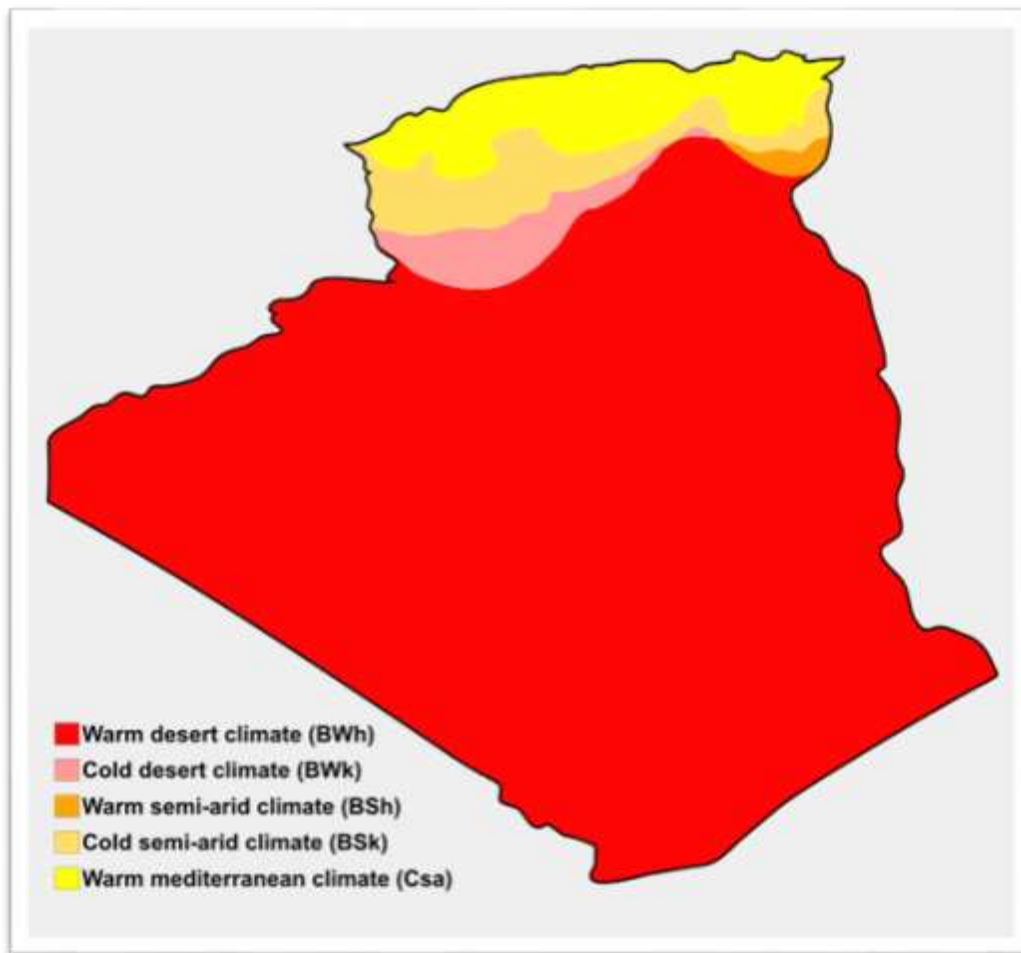 Warm desert climate (BWh)
Cold desert climate (BWk)
Warm semi-arid climate (BSh)
Cold semi-arid climate (BSk)
Warm mediterranean climate (Csa)